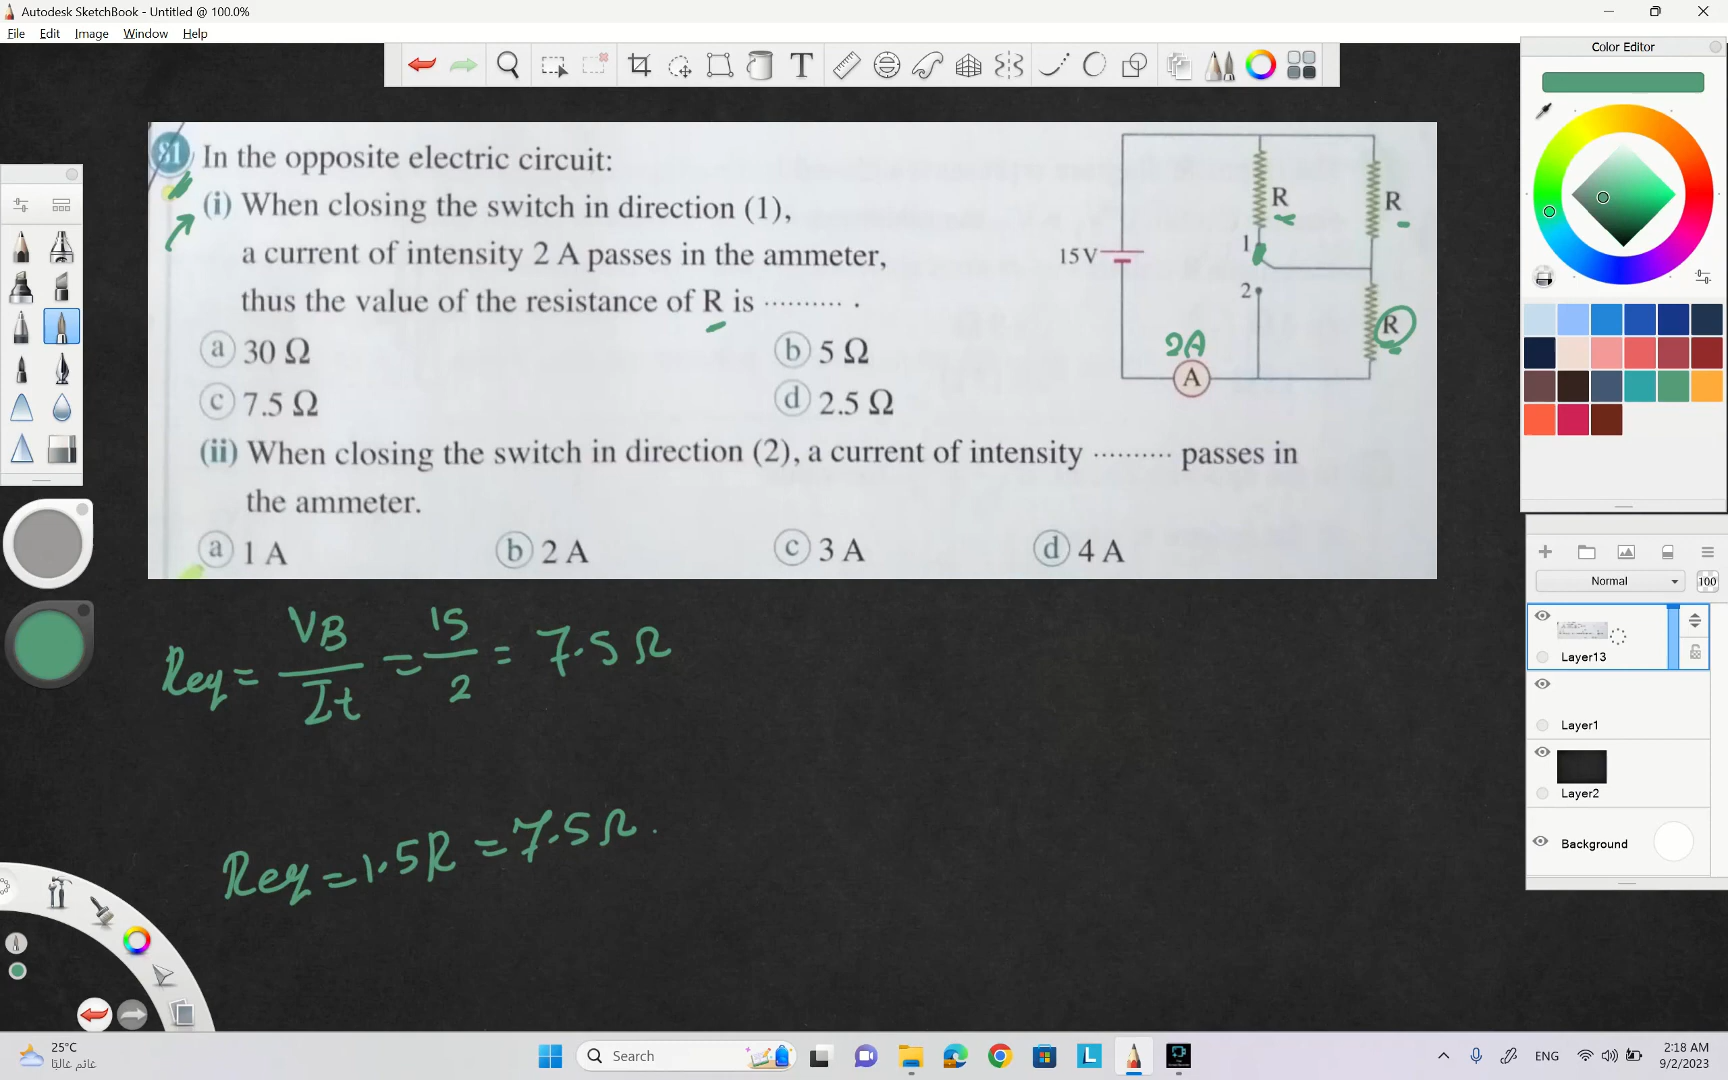 Autodesk SketchBook - Untitled @ 100.0%
File Edit Image Window Help
Color Editor
81 In the opposite electric circuit:
(i) When closing the switch in direction (1),
a current of intensity 2 A passes in the ammeter,
thus the value of the resistance of R is .......... .
a 30 Ω b 5 Ω
c 7.5 Ω d 2.5 Ω
(ii) When closing the switch in direction (2), a current of intensity .......... passes in
the ammeter.
a 1 A b 2 A c 3 A d 4 A
R R
1
15V
2
R
2A
A
Req = VB / It = 15 / 2 = 7.5 Ω
Req = 1.5R = 7.5 Ω
Normal 100
Layer13
Layer1
Layer2
Background
25°C
غائم غالبًا
Search
L
ENG
2:18 AM
9/2/2023